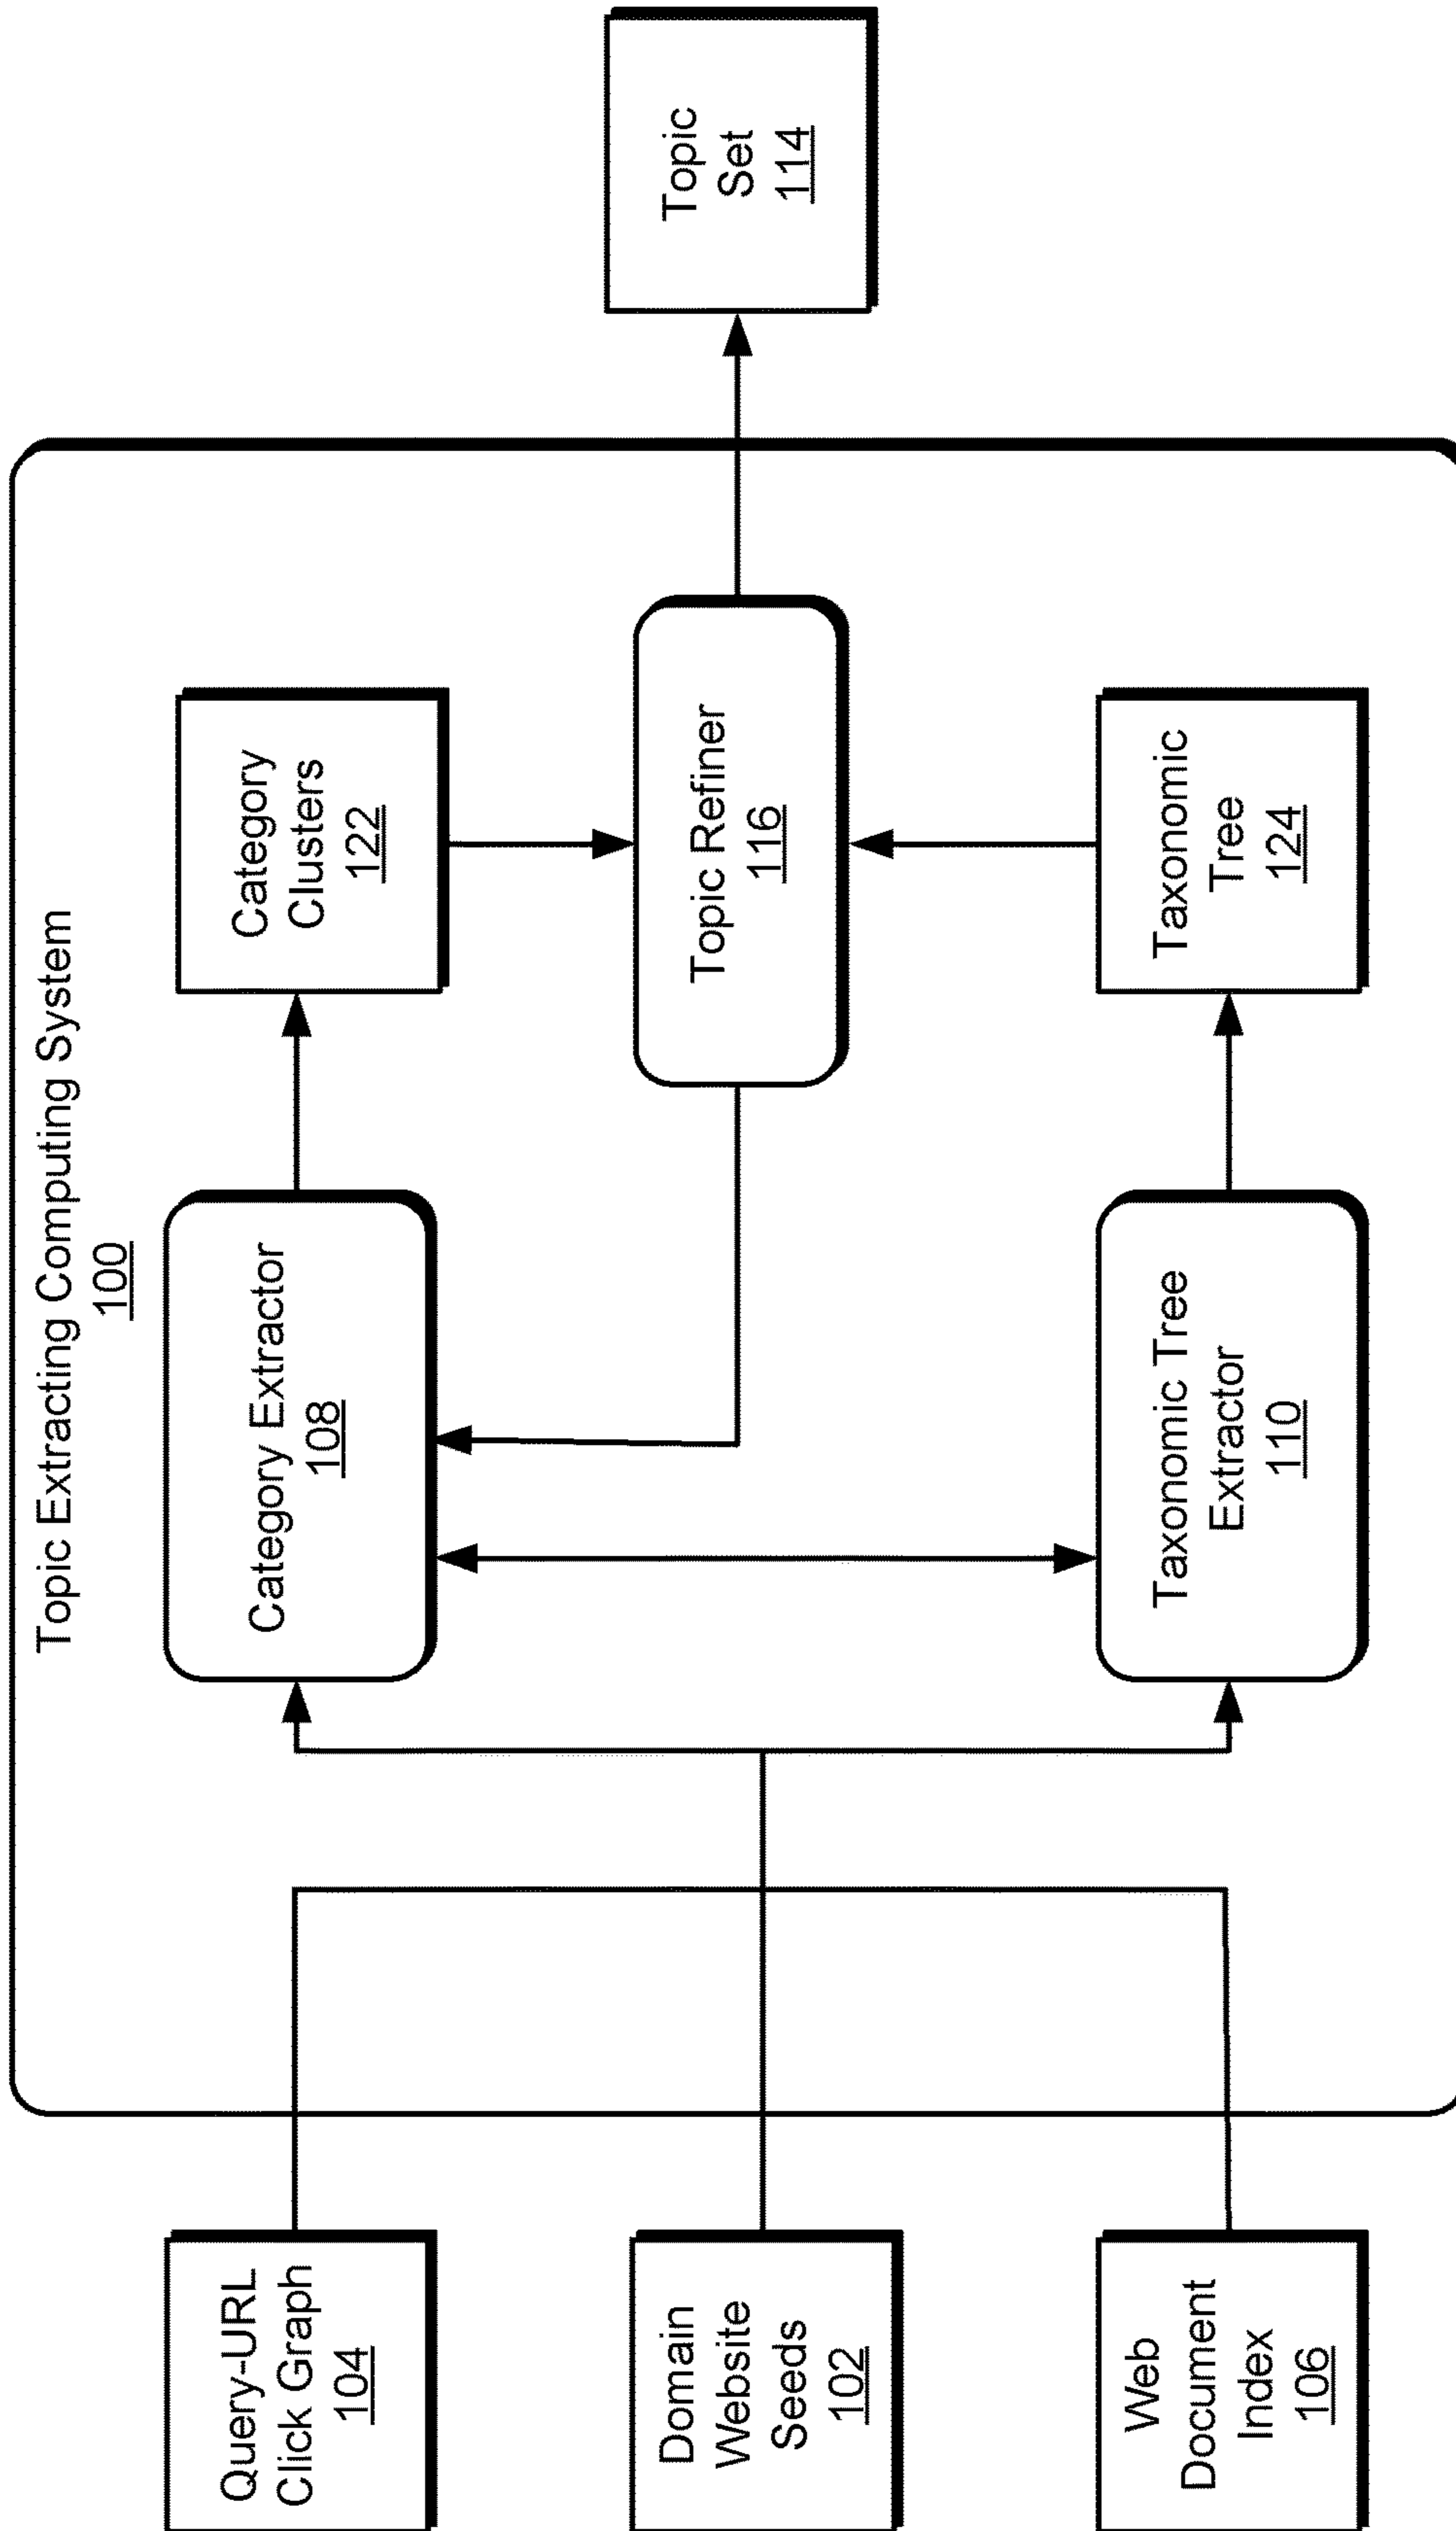 Topic Extracting Computing System
100
Query-URL
Click Graph
104
Domain
Website
Seeds
102
Web
Document
Index
106
Category Extractor
108
Taxonomic Tree
Extractor
110
Category
Clusters
122
Topic Refiner
116
Taxonomic
Tree
124
Topic
Set
114